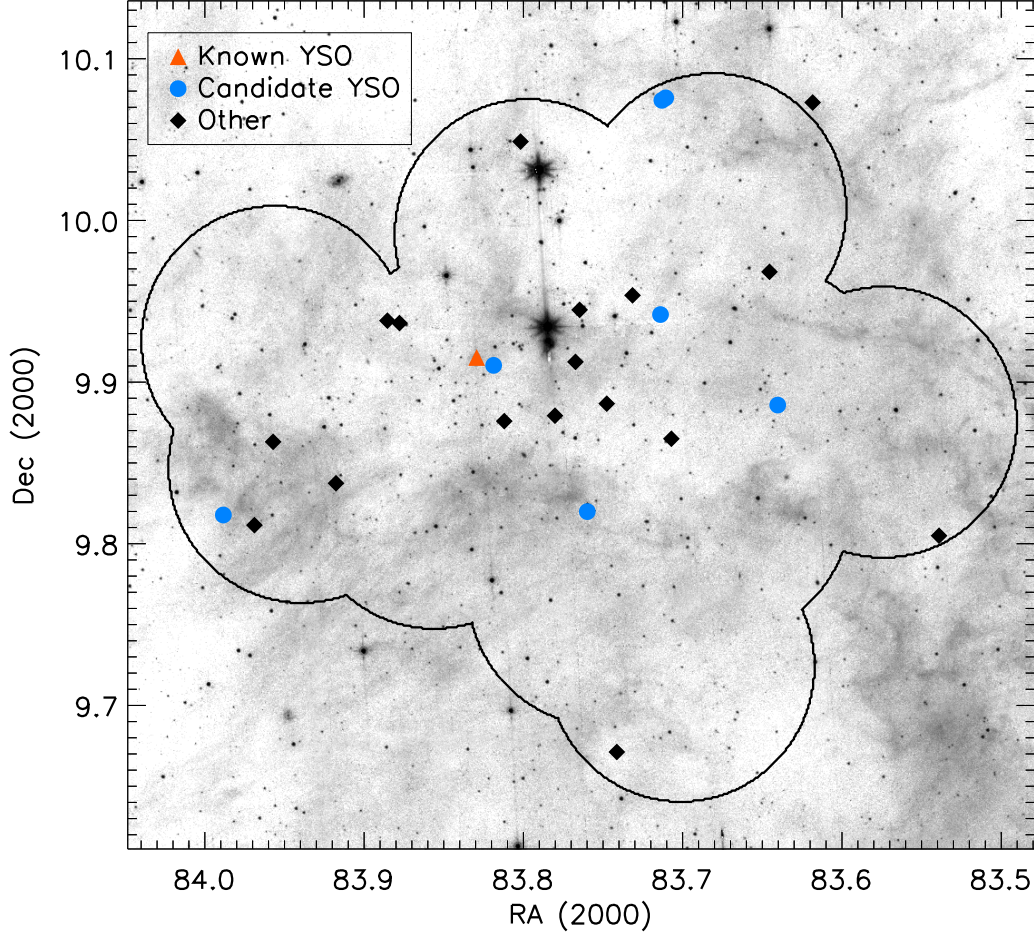 Known YSO
Candidate YSO
Other
10.1
10.0
9.9
9.8
9.7
Dec (2000)
84.0 83.9 83.8 83.7 83.6 83.5
RA (2000)